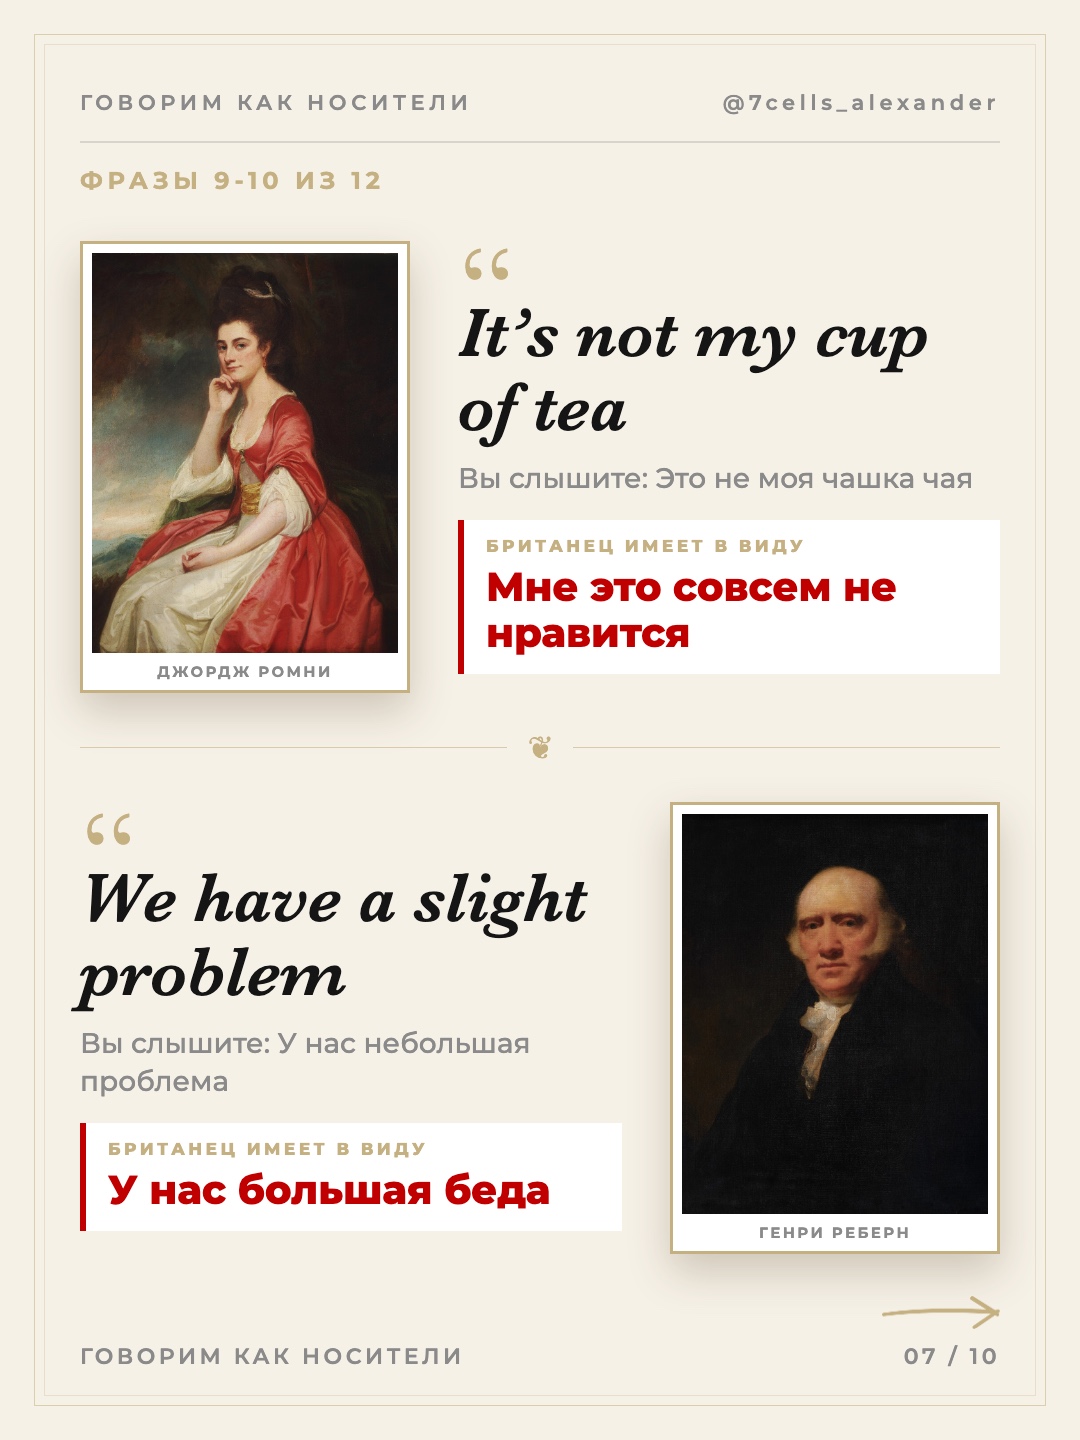 ГОВОРИМ КАК НОСИТЕЛИ
@7cells_alexander
ФРАЗЫ 9-10 ИЗ 12
“
It’s not my cup
of tea
Вы слышите: Это не моя чашка чая
БРИТАНЕЦ ИМЕЕТ В ВИДУ
Мне это совсем не
нравится
ДЖОРДЖ РОМНИ
“
We have a slight
problem
Вы слышите: У нас небольшая
проблема
БРИТАНЕЦ ИМЕЕТ В ВИДУ
У нас большая беда
ГЕНРИ РЕБЕРН
ГОВОРИМ КАК НОСИТЕЛИ
07 / 10